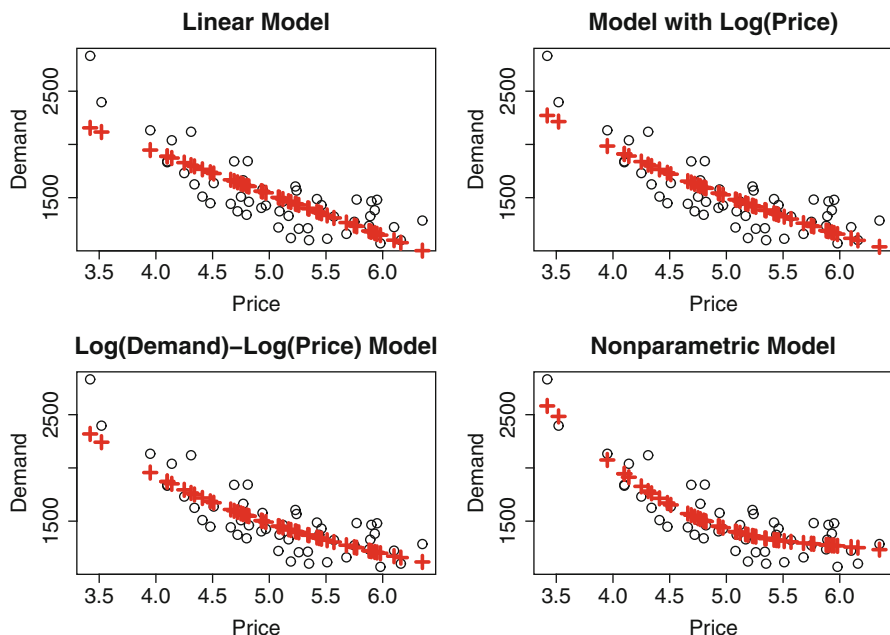 Linear Model
Demand
2500
1500
3.5 4.0 4.5 5.0 5.5 6.0
Price
Model with Log(Price)
Demand
2500
1500
3.5 4.0 4.5 5.0 5.5 6.0
Price
Log(Demand)−Log(Price) Model
Demand
2500
1500
3.5 4.0 4.5 5.0 5.5 6.0
Price
Nonparametric Model
Demand
2500
1500
3.5 4.0 4.5 5.0 5.5 6.0
Price